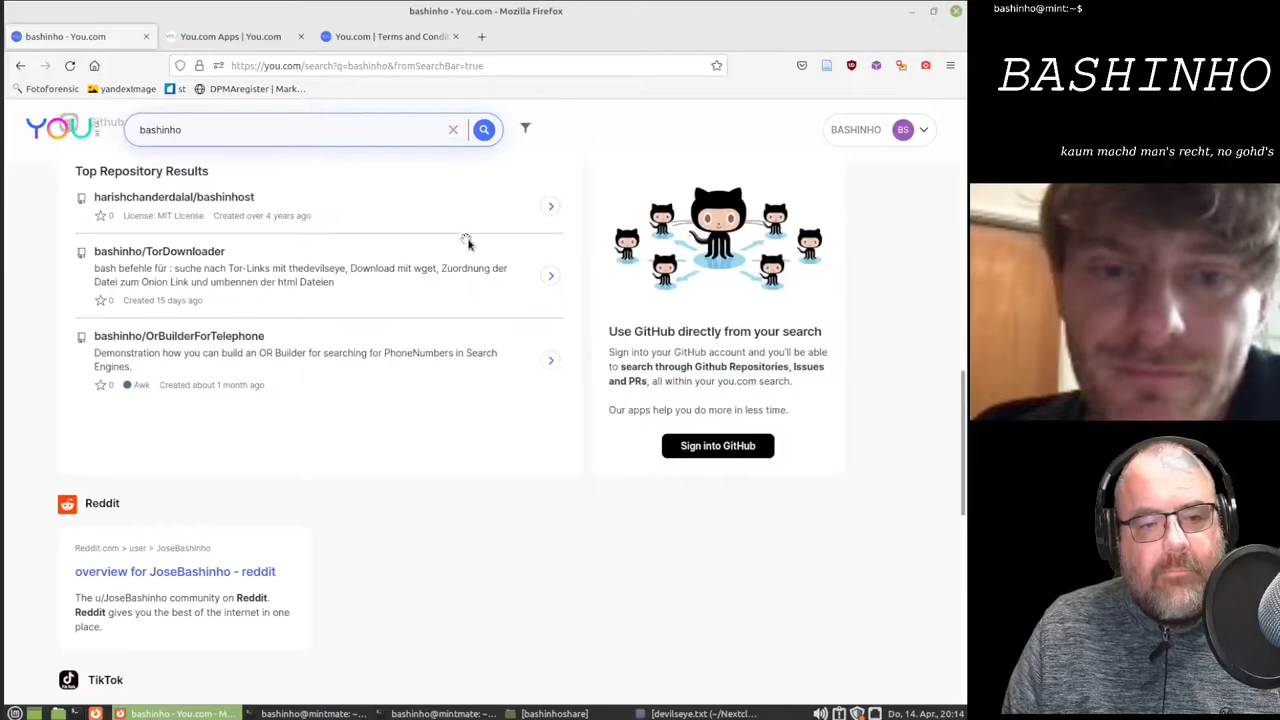 bashinho - You.com — Mozilla Firefox
bashinho@mint:~$
bashinho - You.com
You.com Apps | You.com
You.com | Terms and Condit
https://you.com/search?q=bashinho&fromSearchBar=true
Fotoforensic
yandexImage
st
DPMAregister | Mark...
BASHINHO
kaum machd man's recht, no gohd's
Github
YOU
bashinho
BASHINHO
BS
Top Repository Results
harishchanderdalal/bashinhost
0 License: MIT License Created over 4 years ago
bashinho/TorDownloader
bash befehle für : suche nach Tor-Links mit thedevilseye, Download mit wget, Zuordnung der
Datei zum Onion Link und umbennen der html Dateien
0 Created 15 days ago
bashinho/OrBuilderForTelephone
Demonstration how you can build an OR Builder for searching for PhoneNumbers in Search
Engines.
0 Awk Created about 1 month ago
Use GitHub directly from your search
Sign into your GitHub account and you'll be able
to search through Github Repositories, Issues
and PRs, all within your you.com search.
Our apps help you do more in less time.
Sign into GitHub
Reddit
Reddit.com > user > JoseBashinho
overview for JoseBashinho - reddit
The u/JoseBashinho community on Reddit.
Reddit gives you the best of the internet in one
place.
TikTok
bashinho - You.com - M...
bashinho@mintmate: ~...
bashinho@mintmate: ~...
[bashinhoshare]
[devilseye.txt (~/Nextcl...
Do, 14. Apr., 20:14